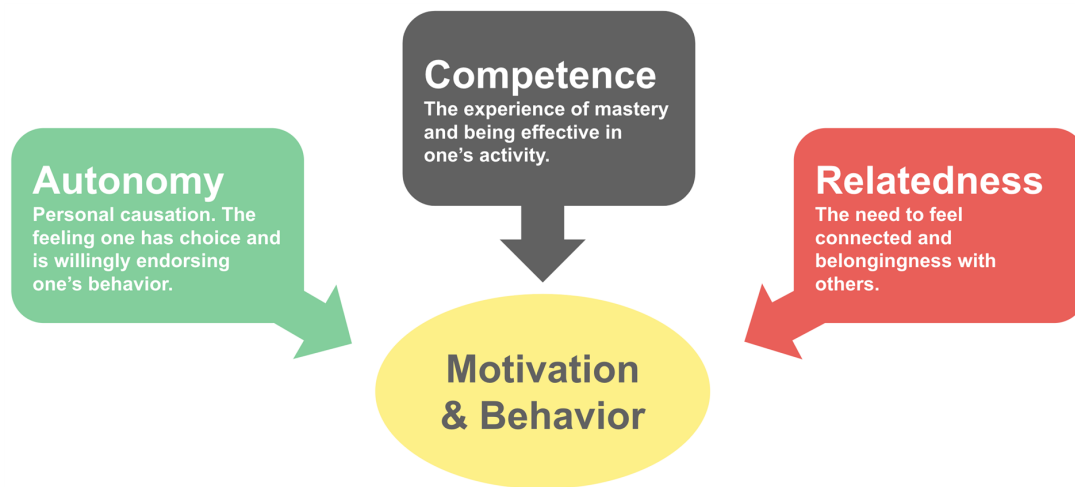 Competence
The experience of mastery
and being effective in
one’s activity.
Autonomy
Personal causation. The
feeling one has choice and
is willingly endorsing
one’s behavior.
Relatedness
The need to feel
connected and
belongingness with
others.
Motivation
& Behavior